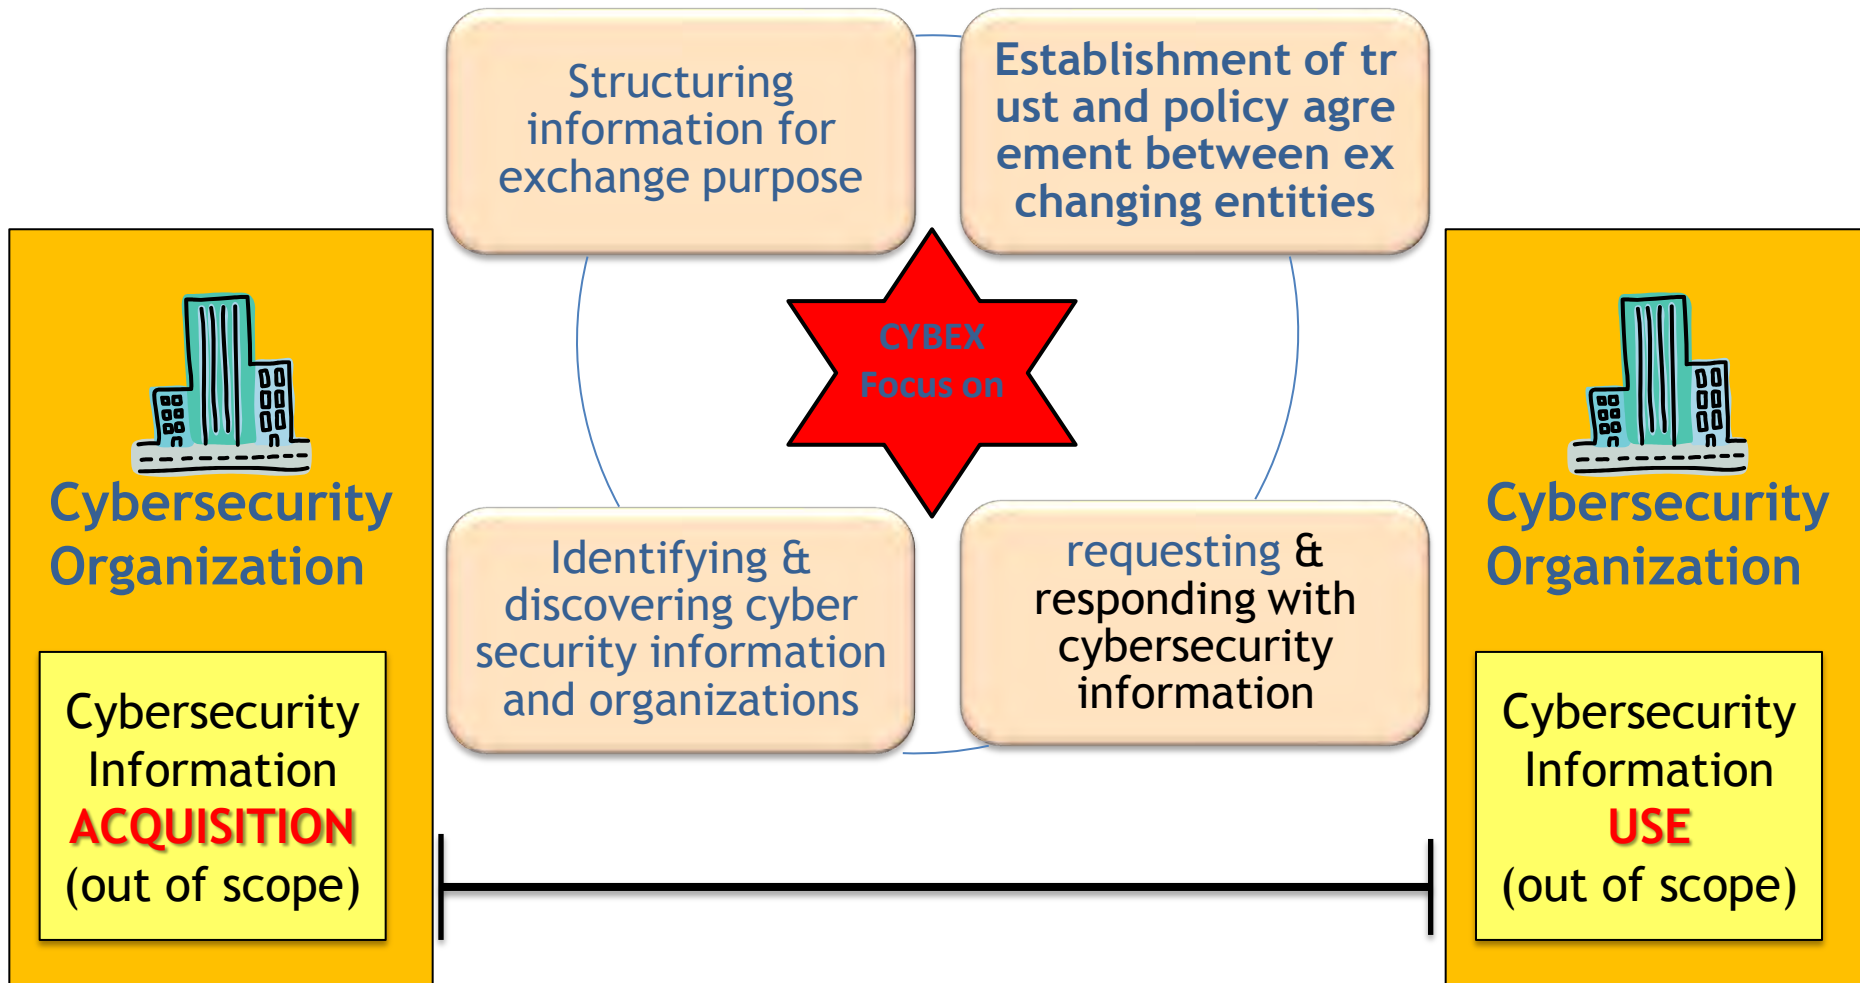 Structuring
information for
exchange purpose
Establishment of tr
ust and policy agre
ement between ex
changing entities
CYBEX
Focus on
Identifying &
discovering cyber
security information
and organizations
requesting &
responding with
cybersecurity
information
Cybersecurity
Organization
Cybersecurity
Information
ACQUISITION
(out of scope)
Cybersecurity
Organization
Cybersecurity
Information
USE
(out of scope)